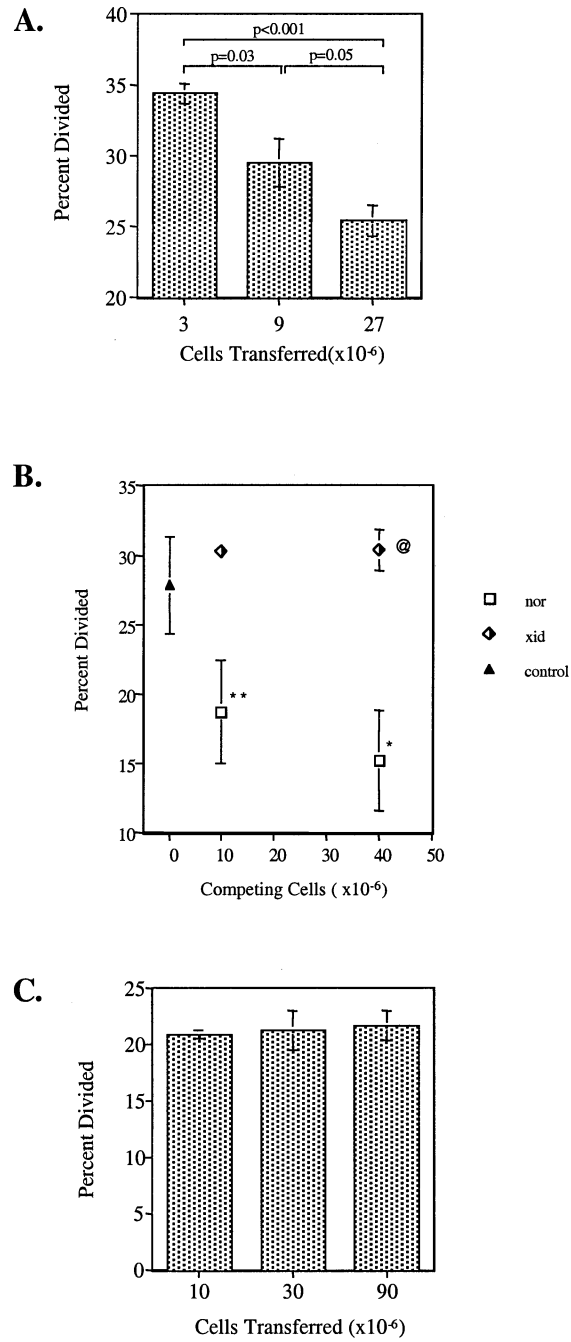 A.
40
35
30
25
20
Percent Divided
p<0.001
p=0.03 p=0.05
3 9 27
Cells Transferred(x10-6)
B.
35
30
25
20
15
10
Percent Divided
@
**
*
nor
xid
control
0 10 20 30 40 50
Competing Cells ( x10-6)
C.
25
20
15
10
5
0
Percent Divided
10 30 90
Cells Transferred (x10-6)